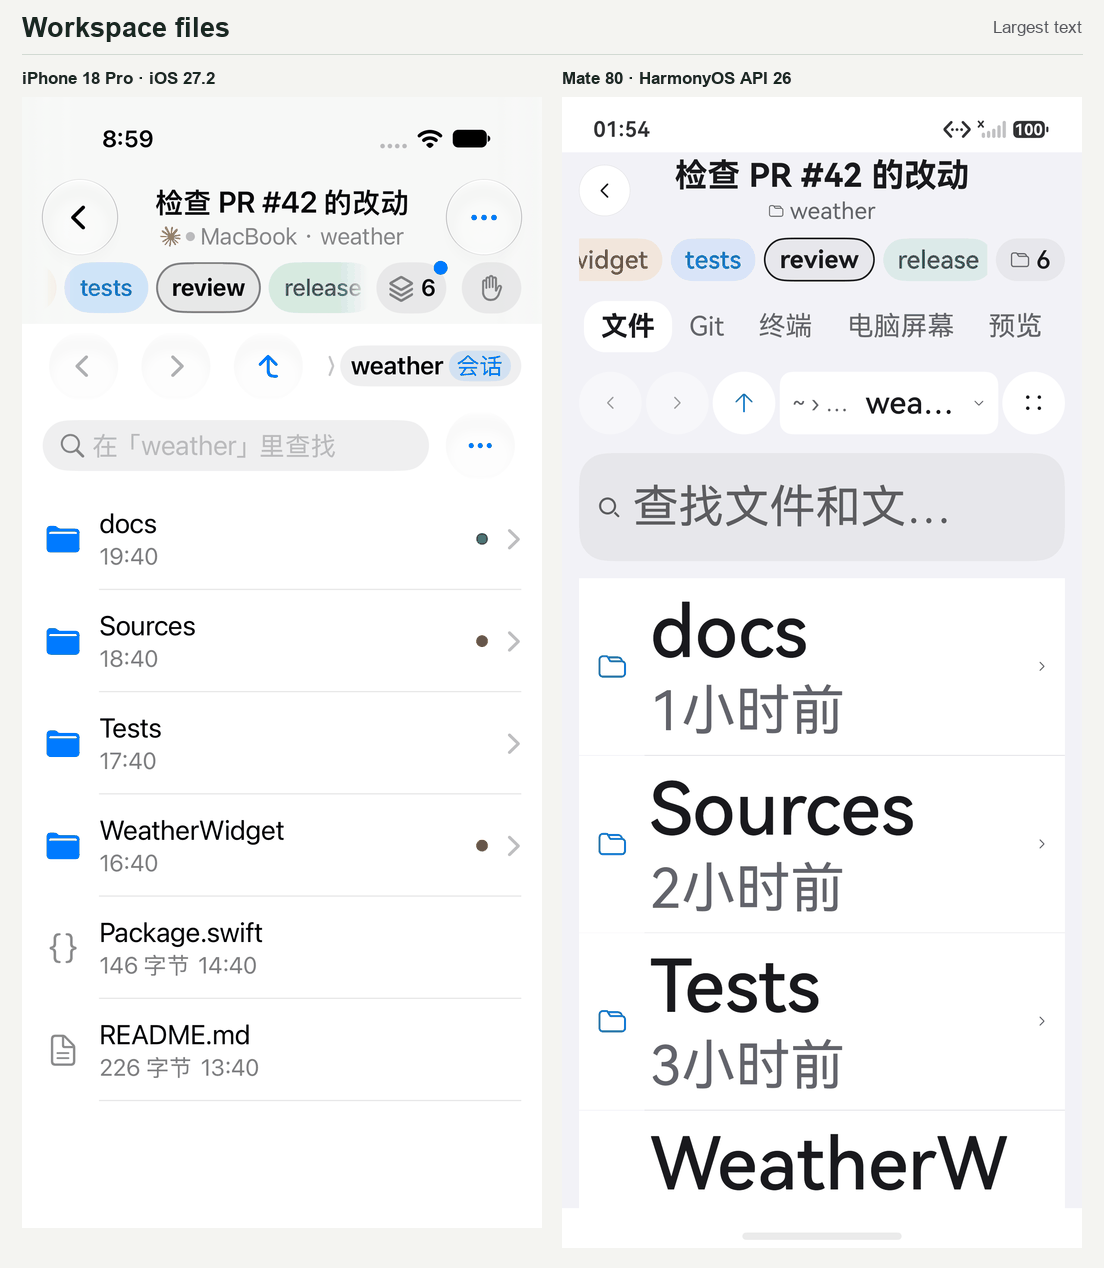 Workspace files
Largest text
iPhone 18 Pro · iOS 27.2
8:59
检查 PR #42 的改动
MacBook · weather
tests
review
release
6
weather 会话
在「weather」里查找
docs
19:40
Sources
18:40
Tests
17:40
WeatherWidget
16:40
Package.swift
146 字节 14:40
README.md
226 字节 13:40
Mate 80 · HarmonyOS API 26
01:54
100
检查 PR #42 的改动
weather
widget
tests
review
release
6
文件
Git
终端
电脑屏幕
预览
~ › ... wea...
查找文件和文...
docs
1小时前
Sources
2小时前
Tests
3小时前
WeatherW